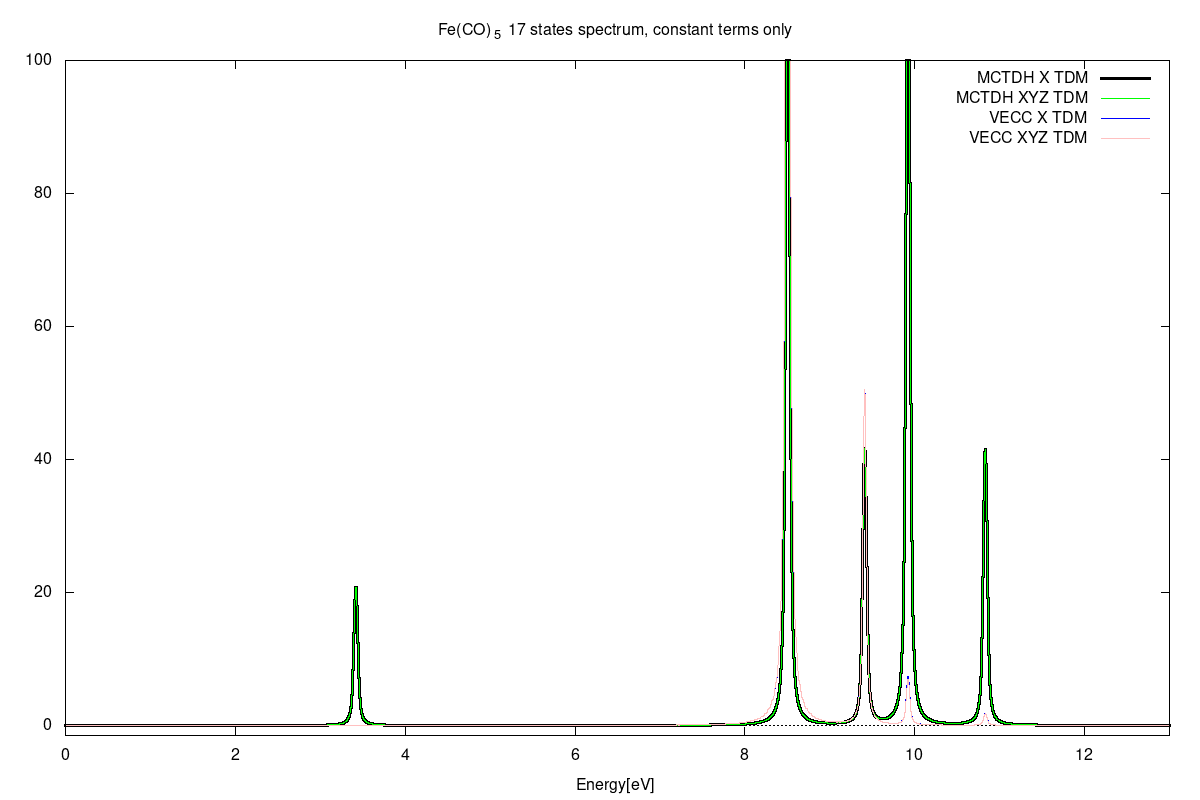 Fe(CO)5 17 states spectrum, constant terms only
MCTDH X TDM
MCTDH XYZ TDM
VECC X TDM
VECC XYZ TDM
100
80
60
40
20
0
0 2 4 6 8 10 12
Energy[eV]